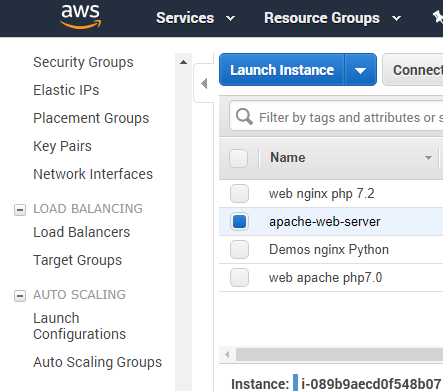 aws
Services
Resource Groups
Security Groups
Elastic IPs
Placement Groups
Key Pairs
Network Interfaces
LOAD BALANCING
Load Balancers
Target Groups
AUTO SCALING
Launch
Configurations
Auto Scaling Groups
Launch Instance
Connect
Filter by tags and attributes or s
Name
web nginx php 7.2
apache-web-server
Demos nginx Python
web apache php7.0
Instance: i-089b9aecd0f548b07